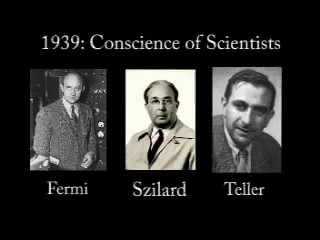 1939: Conscience of Scientists
Fermi
Szilard
Teller